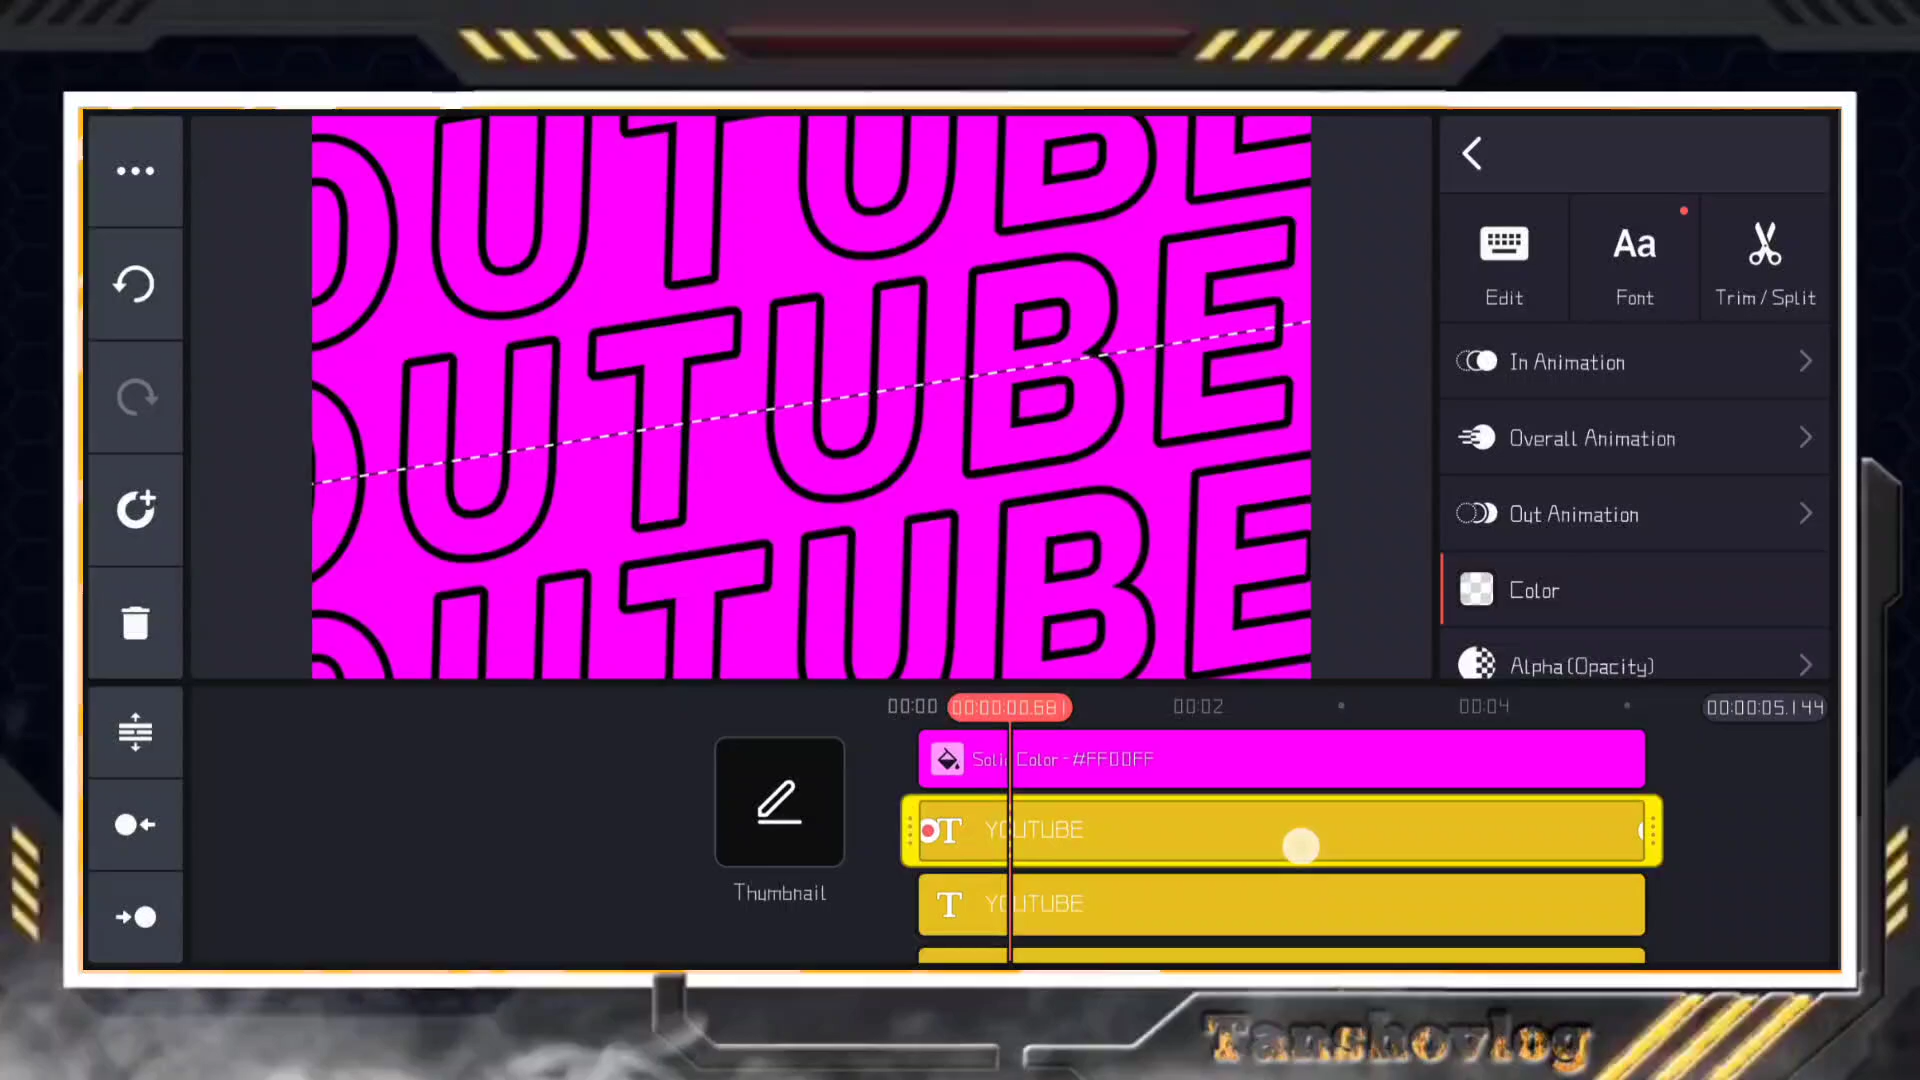 OUTUBE
OUTUBE
OUTUBE
Edit
Aa
Font
Trim / Split
In Animation
Overall Animation
Out Animation
Color
Alpha (Opacity)
00:00
00:00:00.681
00:02
00:04
00:00:05.144
Solid Color - #FF00FF
T YOUTUBE
T YOUTUBE
Thumbnail
Tanshovlog